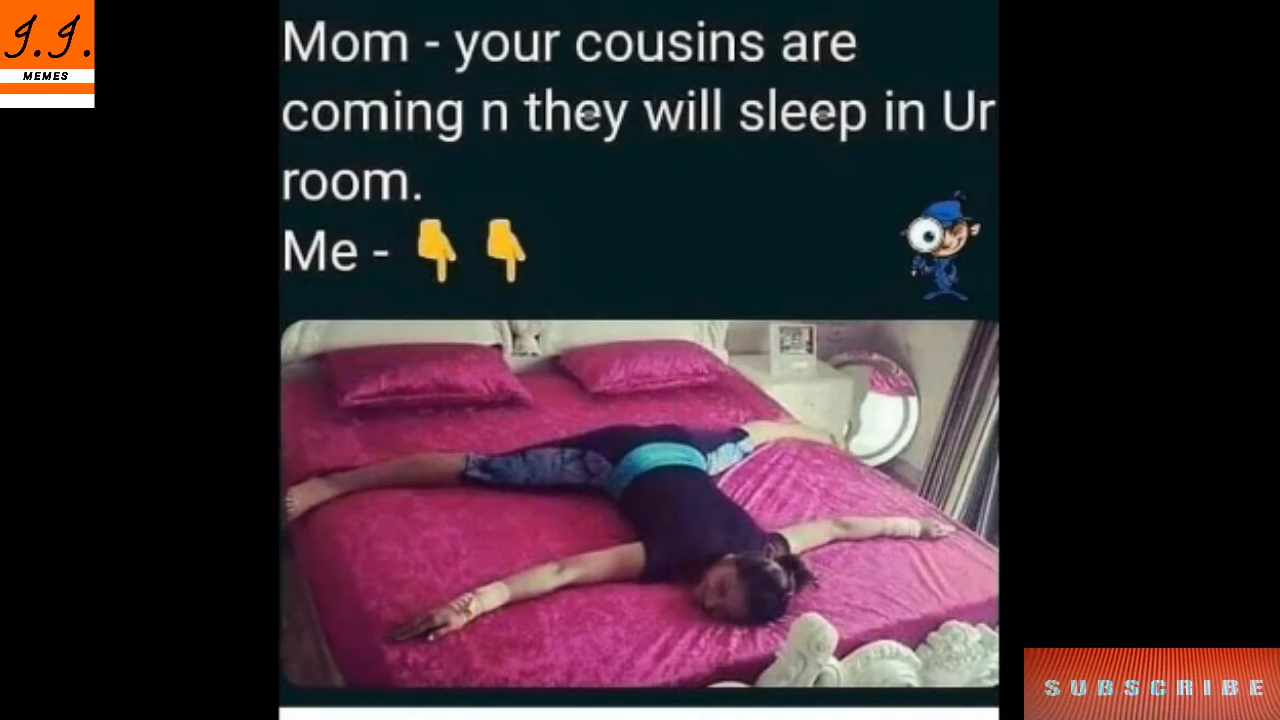 J.J.
MEMES
Mom - your cousins are
coming n they will sleep in Ur
room.
Me - 👇 👇
SUBSCRIBE